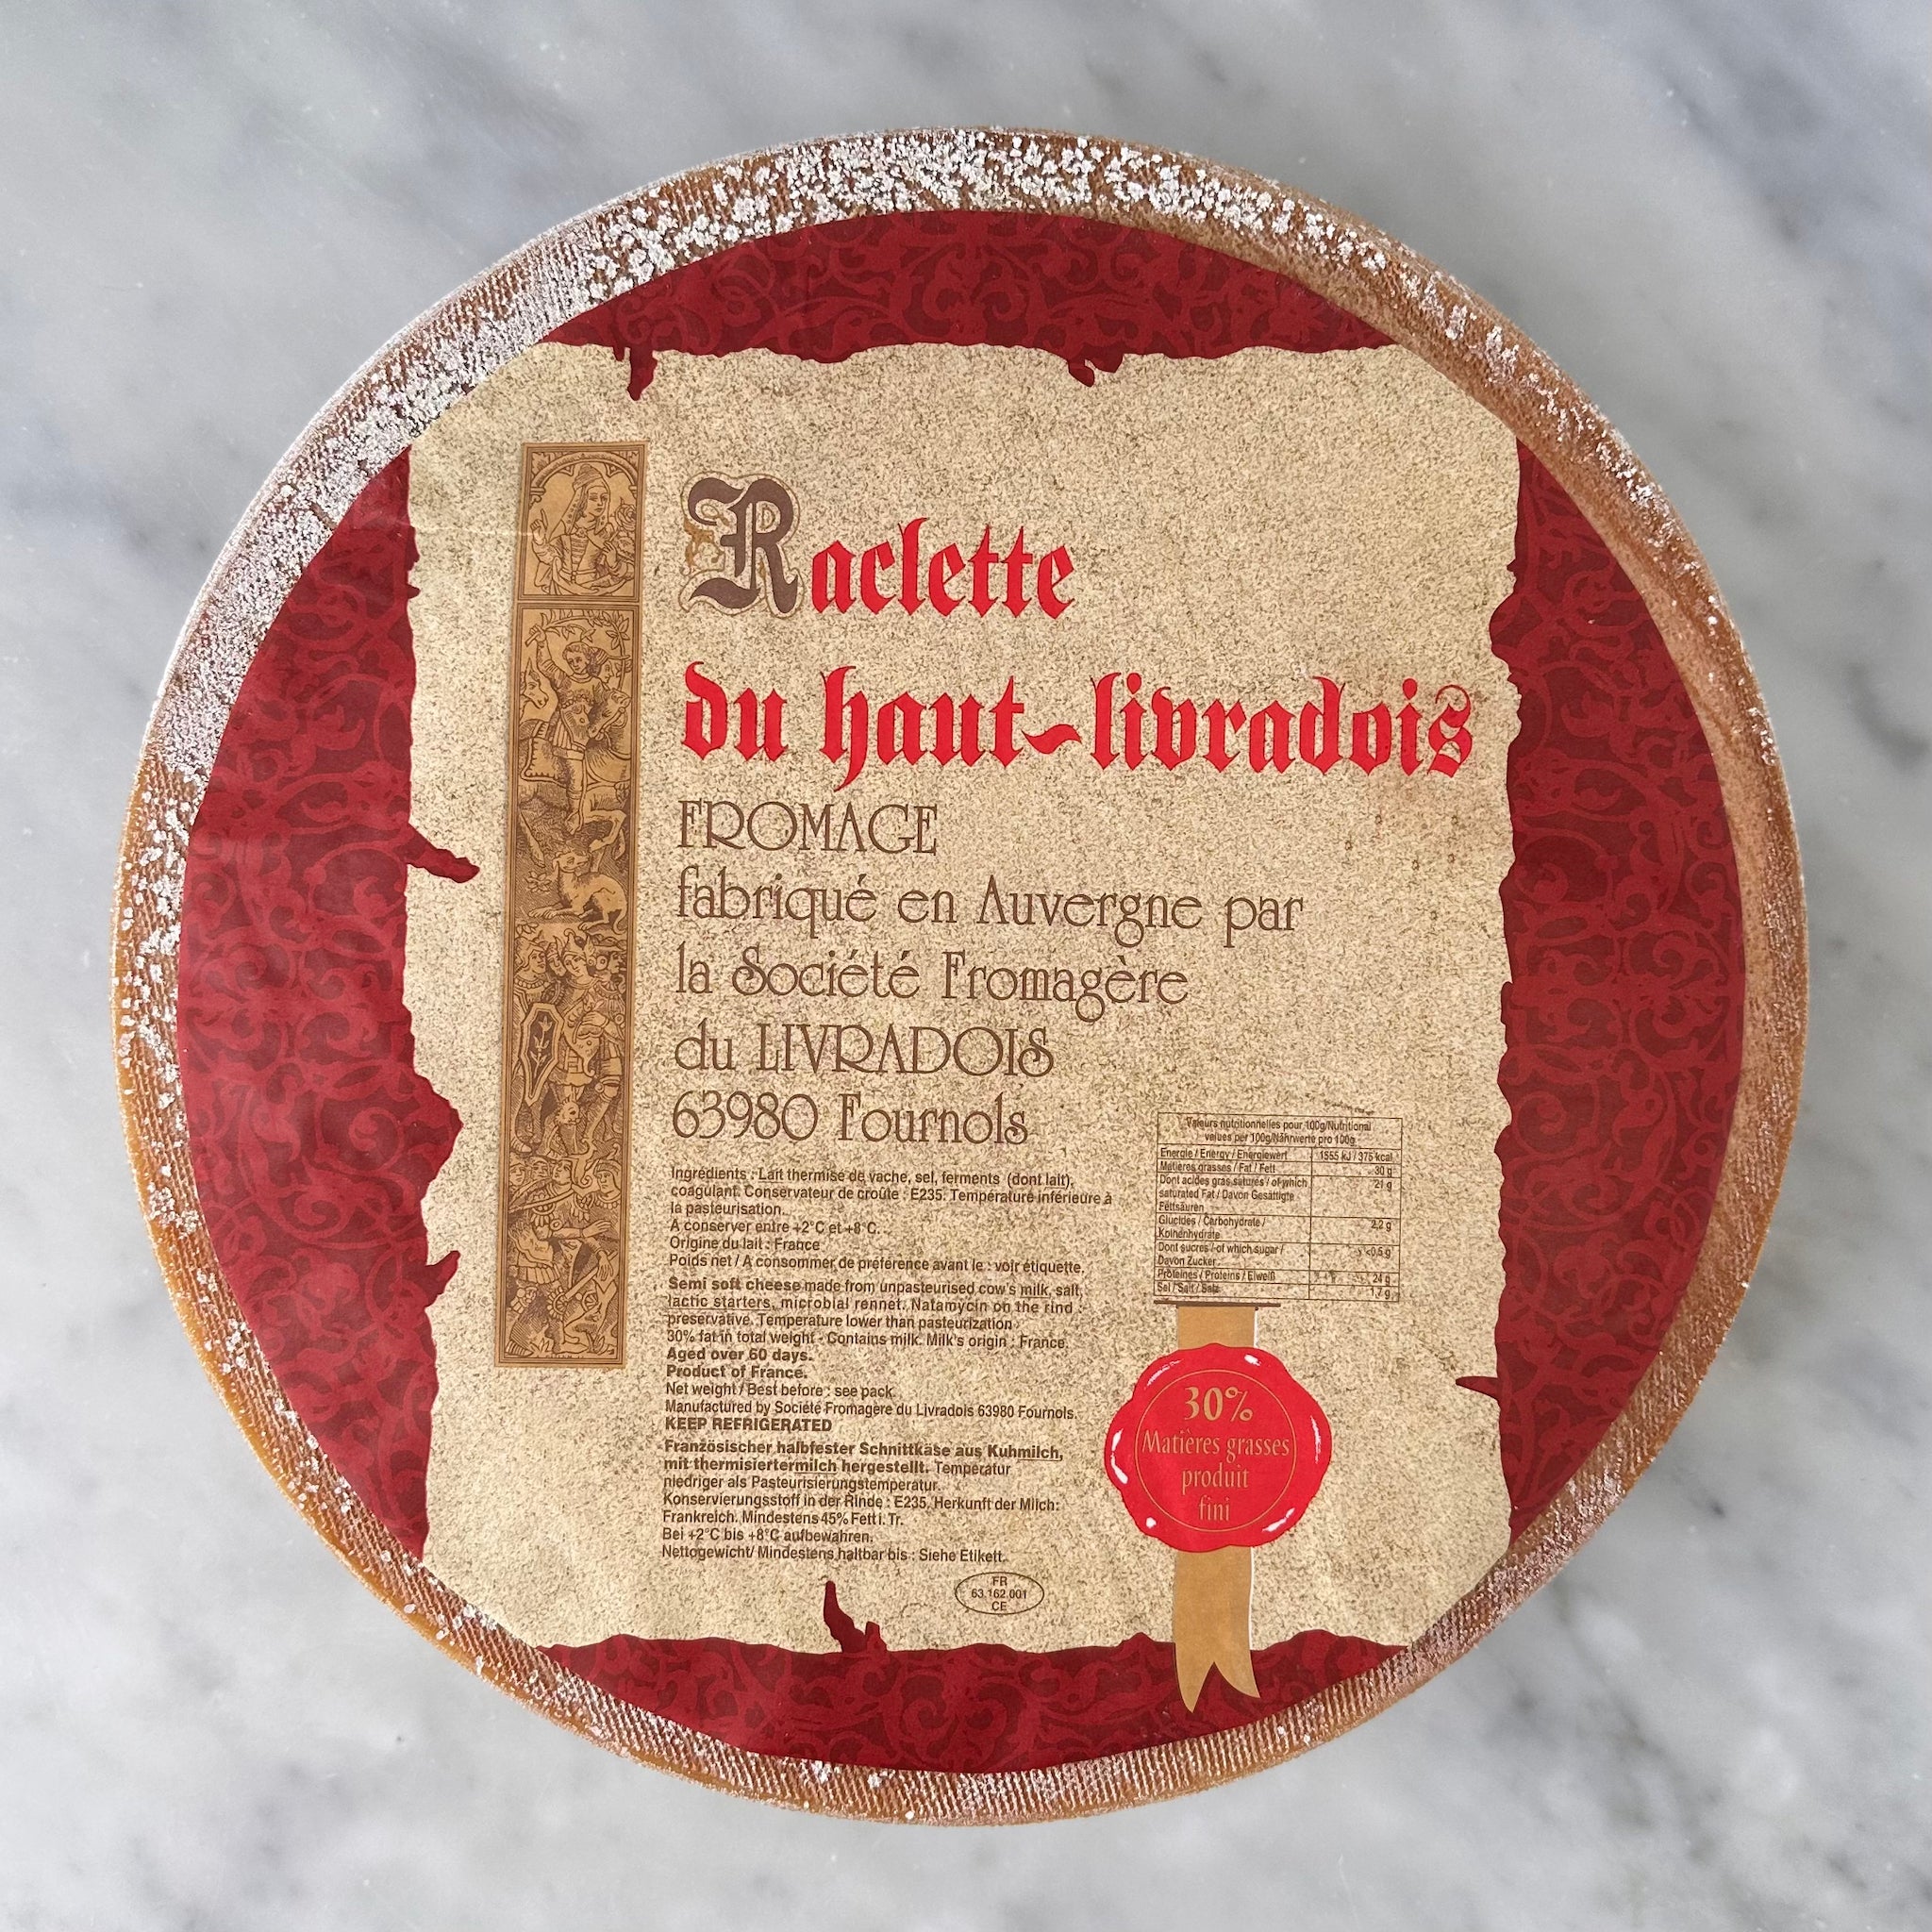 Raclette
du haut-livradois
FROMAGE
fabriqué en Auvergne par
la Société Fromagère
du LIVRADOIS
63980 Fournols
Ingrédients : Lait thermisé de vache, sel, ferments (dont lait),
coagulant. Conservateur de croûte : E235. Température inférieure à
la pasteurisation.
A conserver entre +2°C et +8°C.
Origine du lait : France
Poids net / A consommer de préférence avant le : voir étiquette.
Semi soft cheese made from unpasteurised cow's milk, salt,
lactic starters, microbial rennet. Natamycin on the rind :
preservative. Temperature lower than pasteurization
30% fat in total weight - Contains milk. Milk's origin : France.
Aged over 60 days.
Product of France.
Net weight / Best before : see pack
Manufactured by Société Fromagere du Livradois 63980 Fournols.
KEEP REFRIGERATED
Französischer halbfester Schnittkäse aus Kuhmilch,
mit thermisiertermilch hergestellt. Temperatur
niedriger als Pasteurisierungstemperatur.
Konservierungsstoff in der Rinde : E235. Herkunft der Milch:
Frankreich. Mindestens 45% Fett i. Tr.
Bei +2°C bis +8°C aufbewahren.
Nettogewicht/ Mindestens haltbar bis : Siehe Etikett.
FR
63.162.001
CE
Valeurs nutritionnelles pour 100g/Nutritional
values per 100g/Nährwerte pro 100g
Energie / Energy / Energiewert 1555 kJ / 375 kcal
Matières grasses / Fat / Fett 30 g
Dont acides gras saturés / of which 21 g
saturated Fat / Davon Gesättigte
Fettsäuren
Glucides / Carbohydrate / 2,2 g
Kolnenhydrate
Dont sucres / of which sugar / <0,5 g
Davon Zucker
Protéines / Proteins / Eiweiß 24 g
Sel / Salt / Salz 1,7 g
30%
Matières grasses
produit
fini